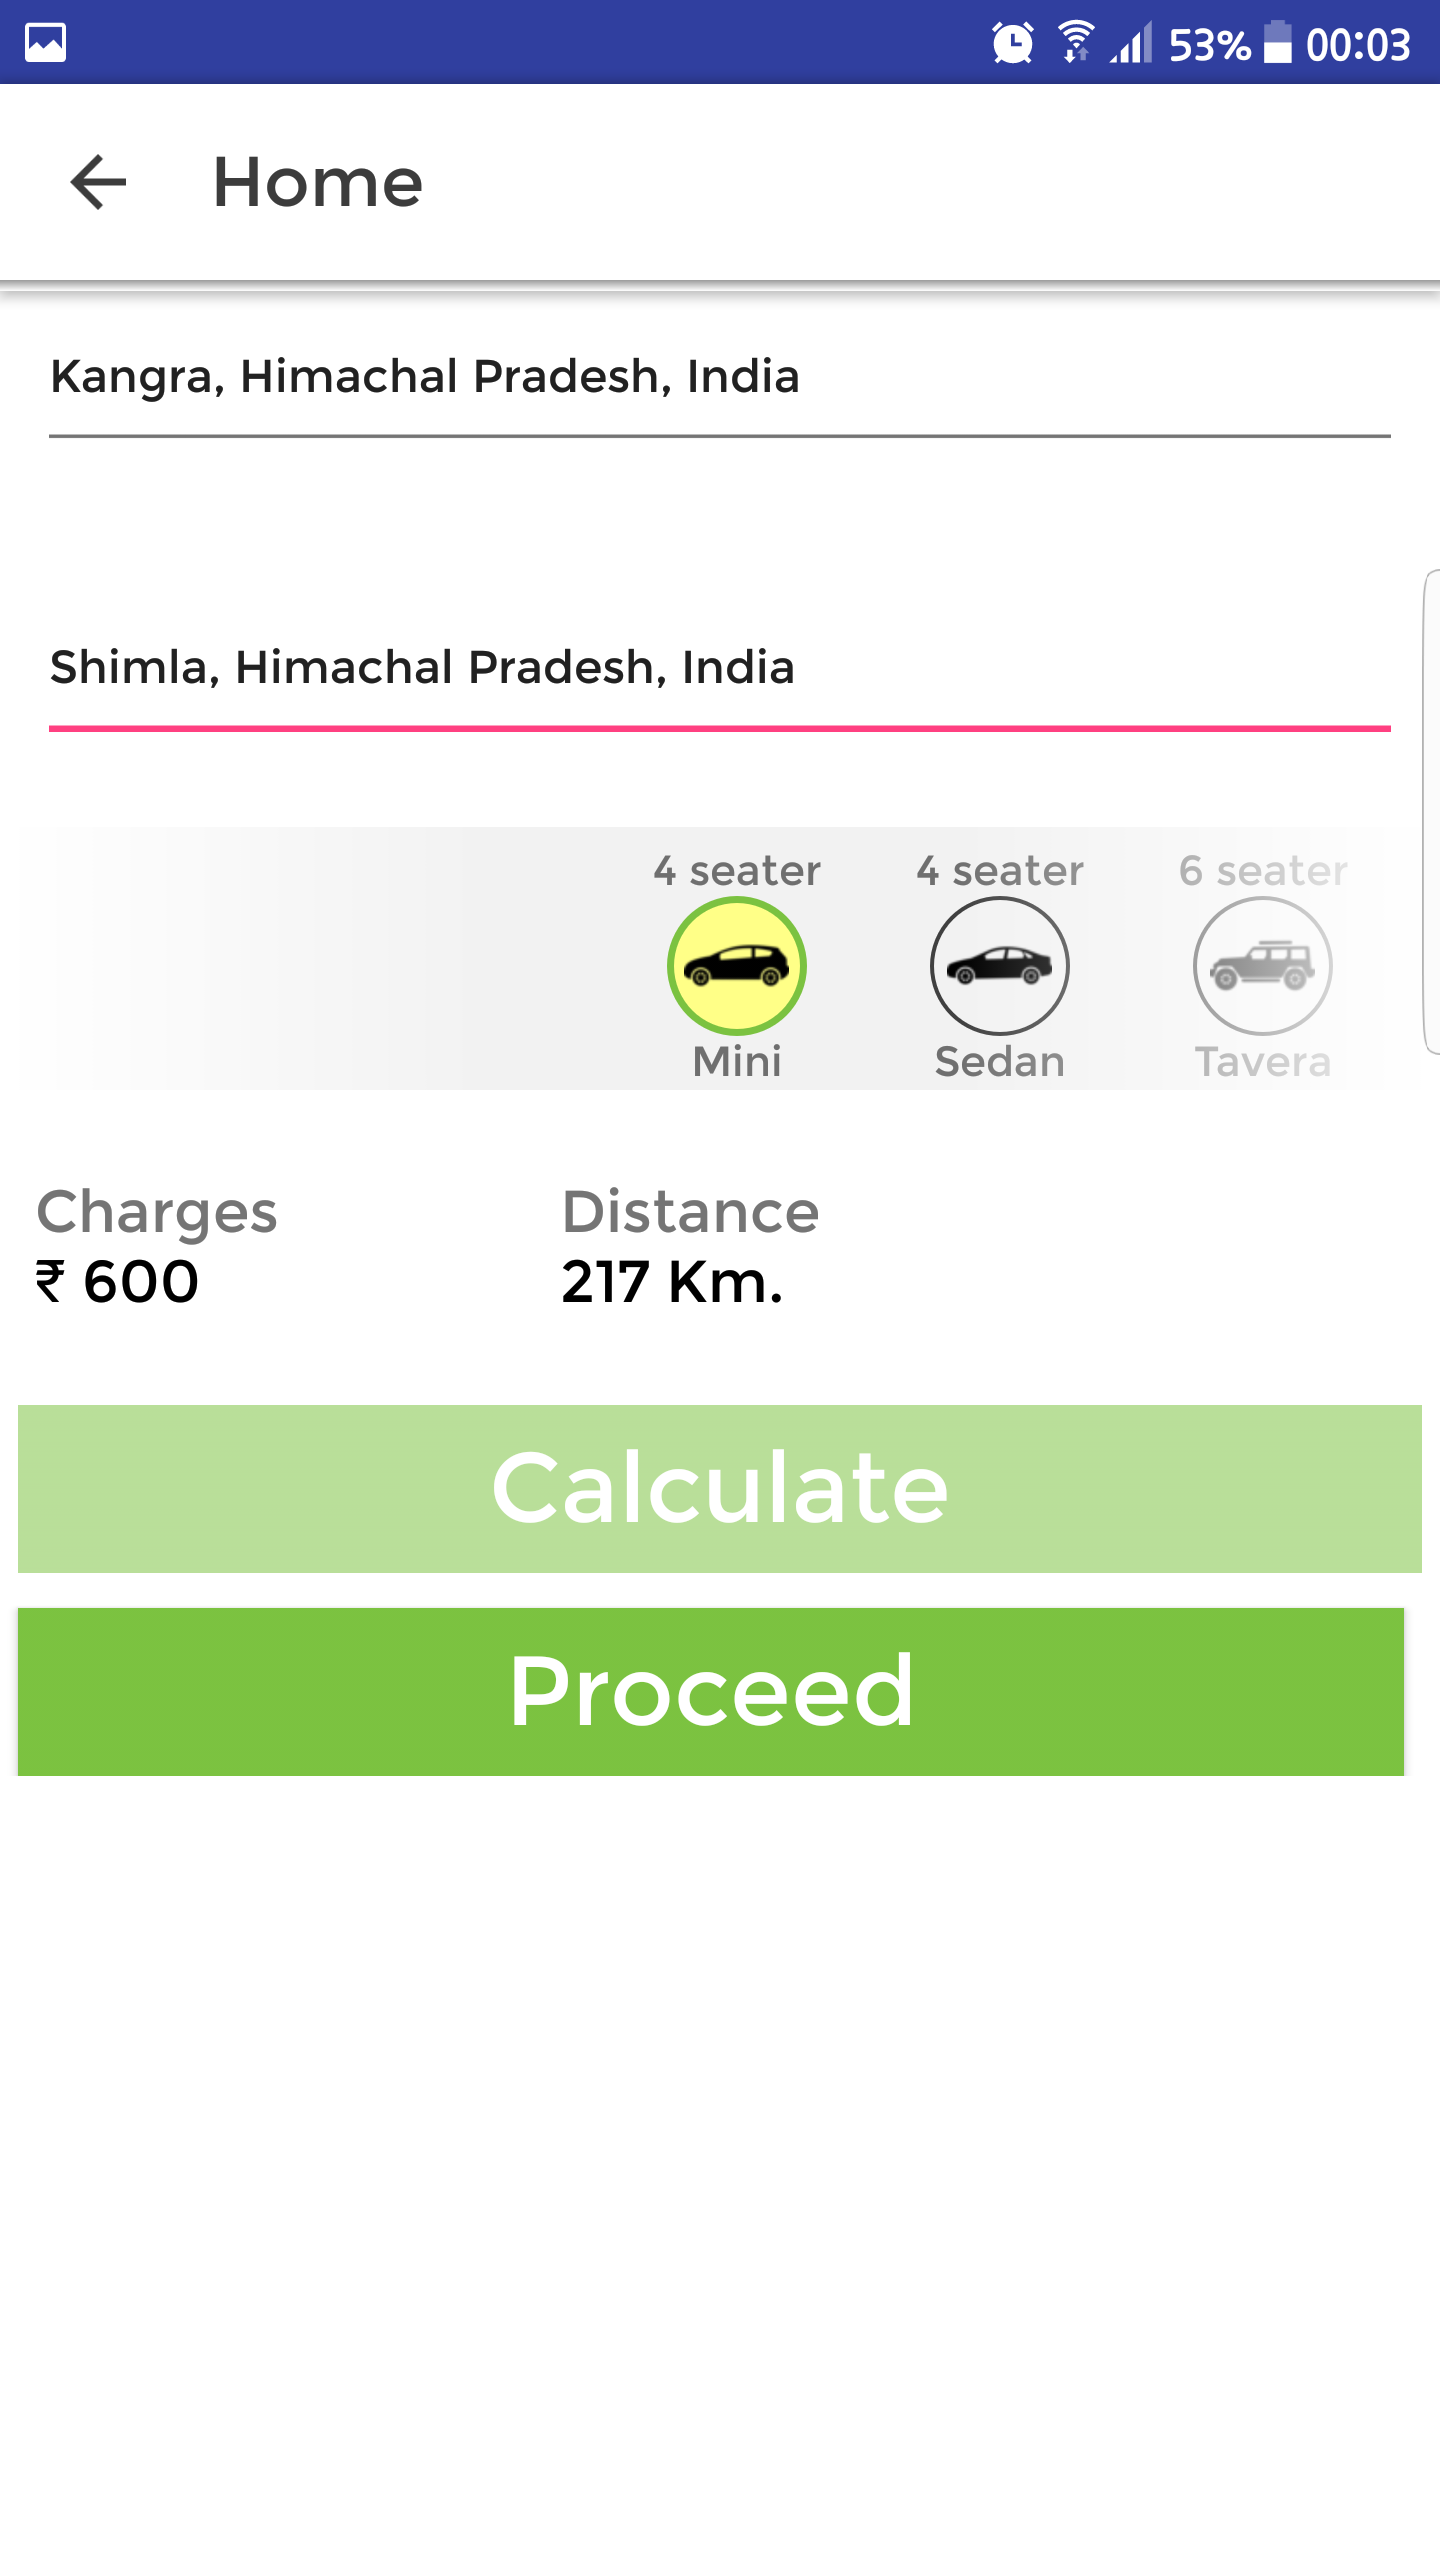 53% 00:03
Home
Kangra, Himachal Pradesh, India
Shimla, Himachal Pradesh, India
4 seater 4 seater 6 seater
Mini Sedan Tavera
Charges Distance
₹ 600 217 Km.
Calculate
Proceed